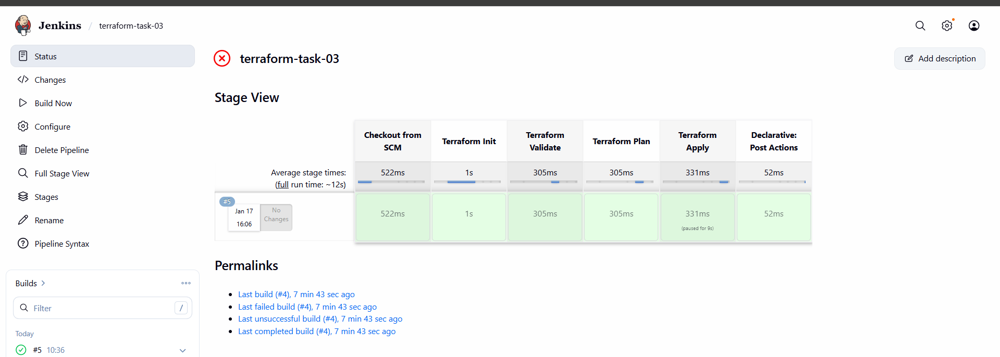 Jenkins / terraform-task-03
Status
Changes
Build Now
Configure
Delete Pipeline
Full Stage View
Stages
Rename
Pipeline Syntax
Builds
Filter
/
Today
#5 10:36
terraform-task-03
Add description
Stage View
Checkout from
SCM
Terraform Init
Terraform
Validate
Terraform Plan
Terraform
Apply
Declarative:
Post Actions
Average stage times:
(full run time: ~12s)
522ms
1s
305ms
305ms
331ms
52ms
#5
Jan 17
16:06
No
Changes
522ms
1s
305ms
305ms
331ms
(paused for 9s)
52ms
Permalinks
Last build (#4), 7 min 43 sec ago
Last failed build (#4), 7 min 43 sec ago
Last unsuccessful build (#4), 7 min 43 sec ago
Last completed build (#4), 7 min 43 sec ago